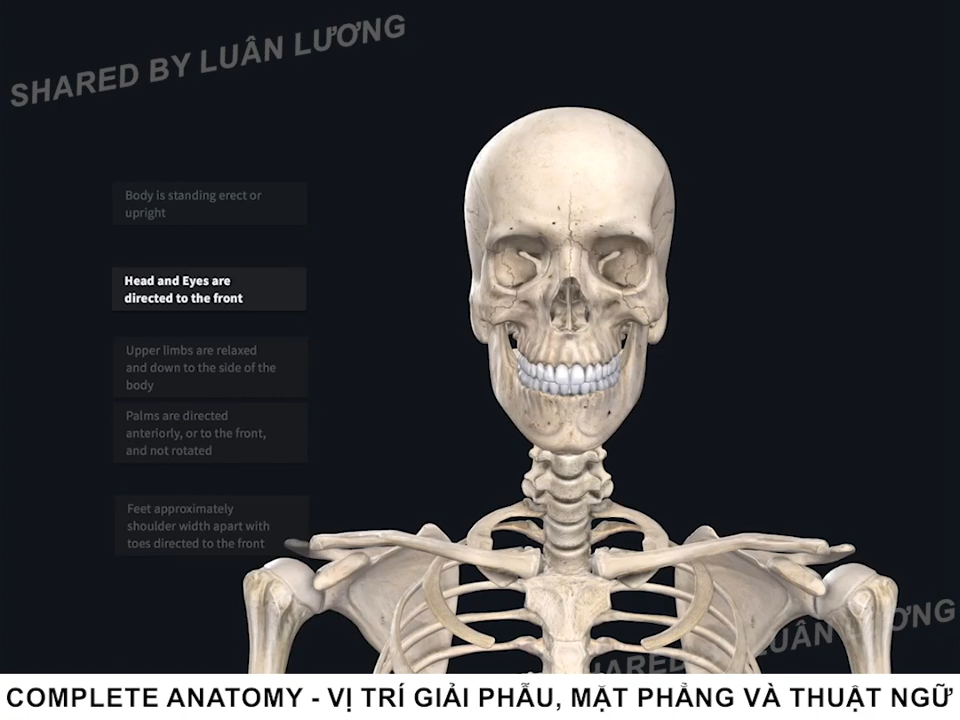 SHARED BY LUÂN LƯƠNG
Body is standing erect or
upright
Head and Eyes are
directed to the front
Upper limbs are relaxed
and down to the side of the
body
Palms are directed
anteriorly, or to the front,
and not rotated
Feet approximately
shoulder width apart with
toes directed to the front
SHARED LUÂN ƯƠNG
COMPLETE ANATOMY - VỊ TRÍ GIẢI PHẪU, MẶT PHẲNG VÀ THUẬT NGỮ